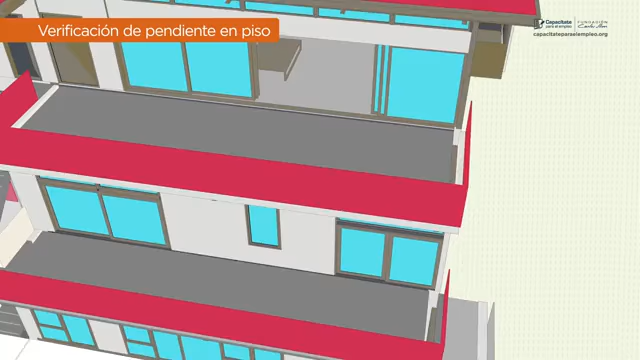 Verificación de pendiente en piso
Capacítate
para el empleo
FUNDACIÓN
Carlos Slim
capacitateparaelempleo.org